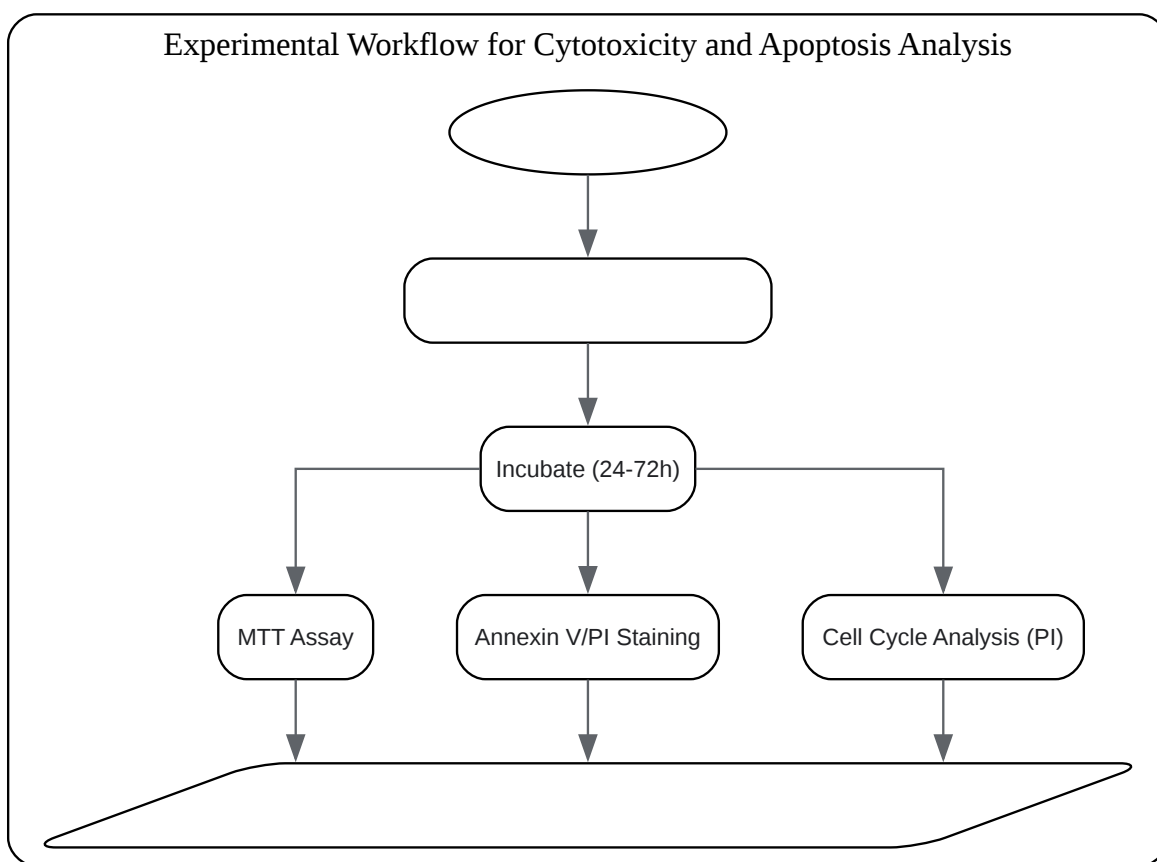 Experimental Workflow for Cytotoxicity and Apoptosis Analysis
Incubate (24-72h)
MTT Assay
Annexin V/PI Staining
Cell Cycle Analysis (PI)